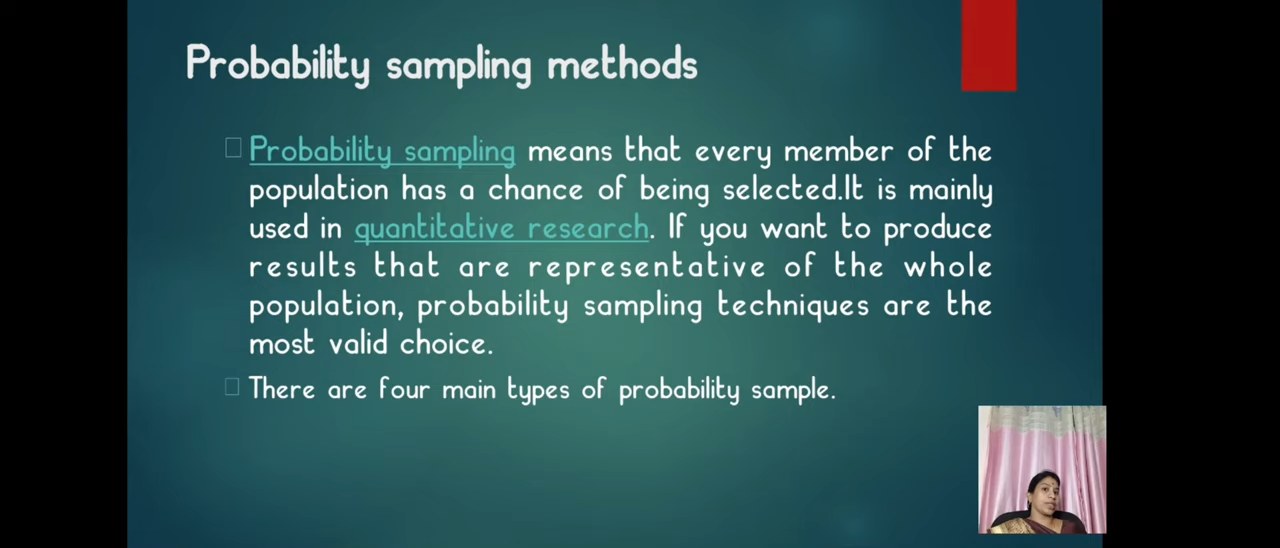 Probability sampling methods
Probability sampling means that every member of the
population has a chance of being selected.It is mainly
used in quantitative research. If you want to produce
results that are representative of the whole
population, probability sampling techniques are the
most valid choice.
There are four main types of probability sample.